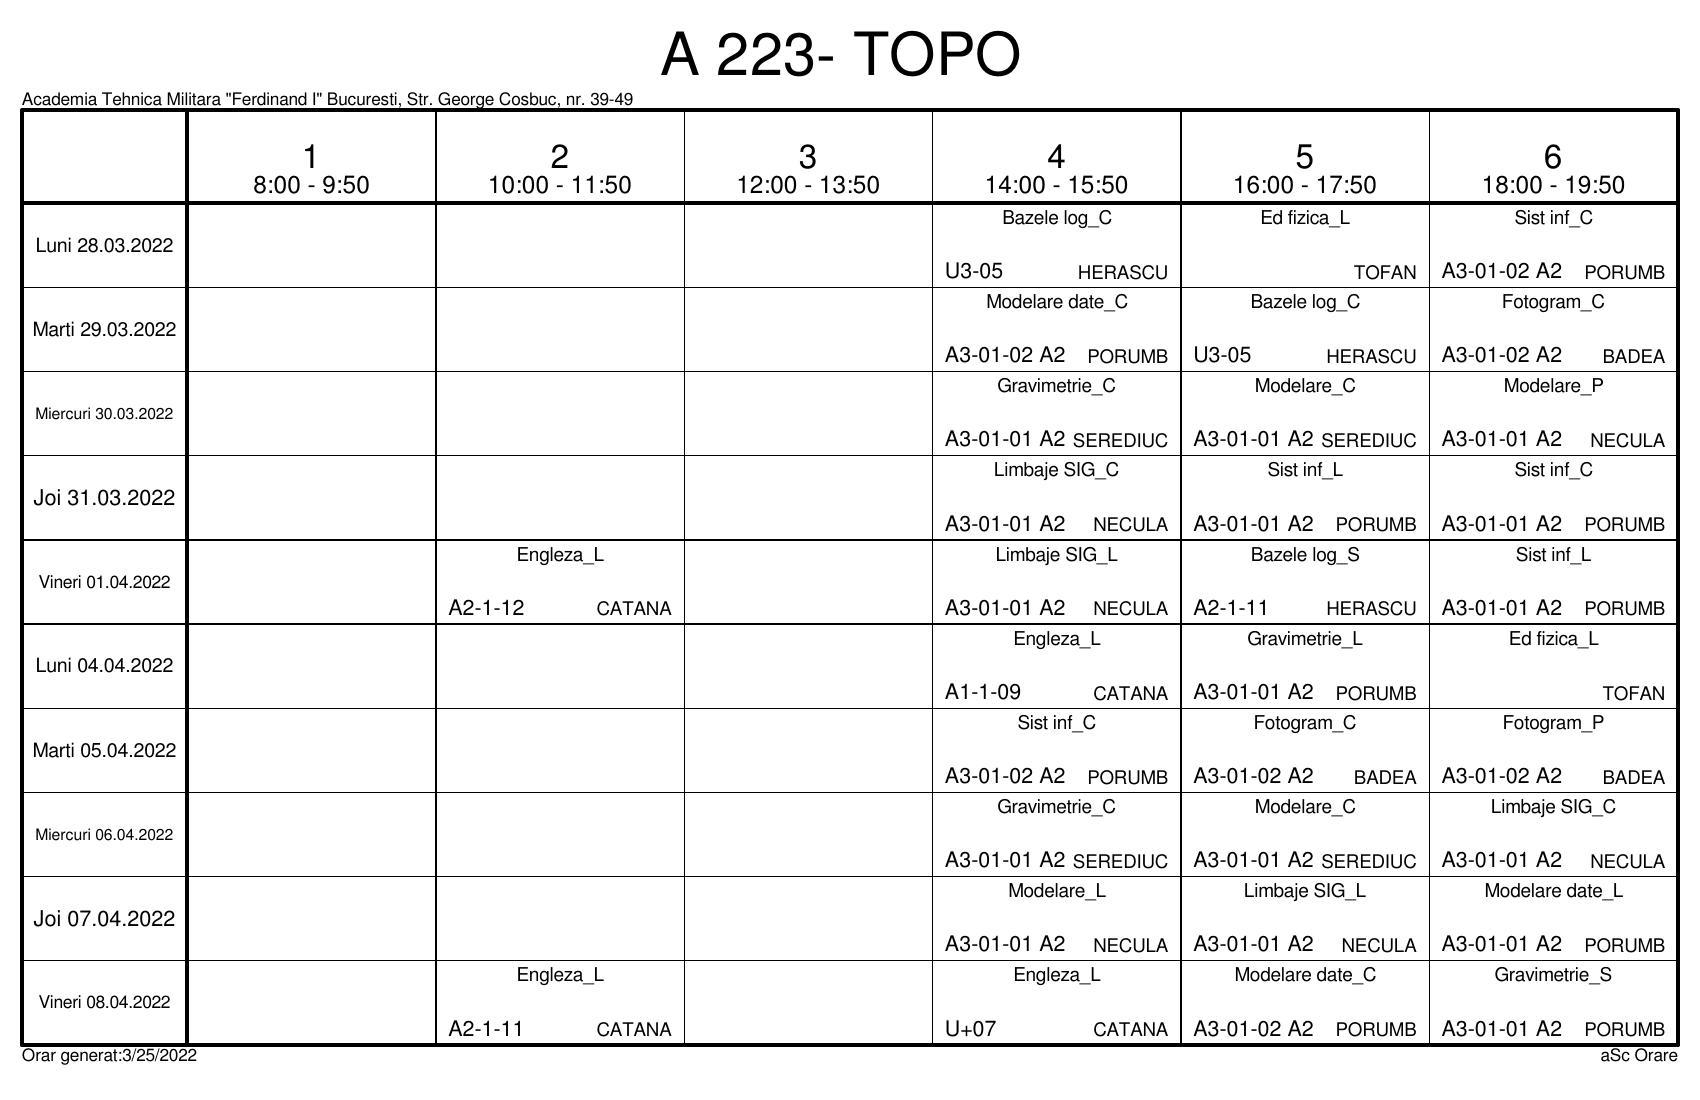 A 223- TOPO
Academia Tehnica Militara "Ferdinand I" Bucuresti, Str. George Cosbuc, nr. 39-49
1 2 3 4 5 6
8:00 - 9:50 10:00 - 11:50 12:00 - 13:50 14:00 - 15:50 16:00 - 17:50 18:00 - 19:50
Bazele log_C Ed fizica_L Sist inf_C
Luni 28.03.2022
U3-05 HERASCU TOFAN A3-01-02 A2 PORUMB
Modelare date_C Bazele log_C Fotogram_C
Marti 29.03.2022
A3-01-02 A2 PORUMB U3-05 HERASCU A3-01-02 A2 BADEA
Gravimetrie_C Modelare_C Modelare_P
Miercuri 30.03.2022
A3-01-01 A2 SEREDIUC A3-01-01 A2 SEREDIUC A3-01-01 A2 NECULA
Limbaje SIG_C Sist inf_L Sist inf_C
Joi 31.03.2022
A3-01-01 A2 NECULA A3-01-01 A2 PORUMB A3-01-01 A2 PORUMB
Engleza_L Limbaje SIG_L Bazele log_S Sist inf_L
Vineri 01.04.2022
A2-1-12 CATANA A3-01-01 A2 NECULA A2-1-11 HERASCU A3-01-01 A2 PORUMB
Engleza_L Gravimetrie_L Ed fizica_L
Luni 04.04.2022
A1-1-09 CATANA A3-01-01 A2 PORUMB TOFAN
Sist inf_C Fotogram_C Fotogram_P
Marti 05.04.2022
A3-01-02 A2 PORUMB A3-01-02 A2 BADEA A3-01-02 A2 BADEA
Gravimetrie_C Modelare_C Limbaje SIG_C
Miercuri 06.04.2022
A3-01-01 A2 SEREDIUC A3-01-01 A2 SEREDIUC A3-01-01 A2 NECULA
Modelare_L Limbaje SIG_L Modelare date_L
Joi 07.04.2022
A3-01-01 A2 NECULA A3-01-01 A2 NECULA A3-01-01 A2 PORUMB
Engleza_L Engleza_L Modelare date_C Gravimetrie_S
Vineri 08.04.2022
A2-1-11 CATANA U+07 CATANA A3-01-02 A2 PORUMB A3-01-01 A2 PORUMB
Orar generat:3/25/2022 aSc Orare